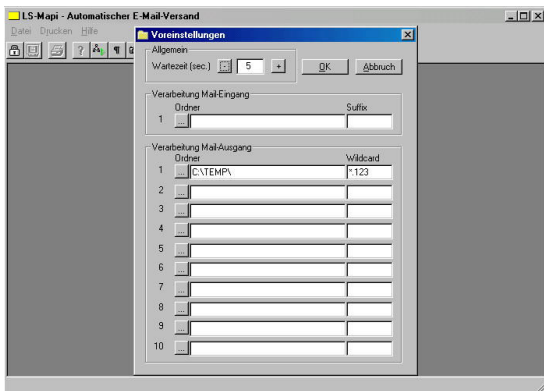 LS-Mapi - Automatischer E-Mail-Versand
Datei Drucken Hilfe
Voreinstellungen
Allgemein
Wartezeit (sec.) - 5 + OK Abbruch
Verarbeitung Mail-Eingang
Ordner Suffix
1 ...
Verarbeitung Mail-Ausgang
Ordner Wildcard
1 ... C:\TEMP\ *.123
2 ...
3 ...
4 ...
5 ...
6 ...
7 ...
8 ...
9 ...
10 ...